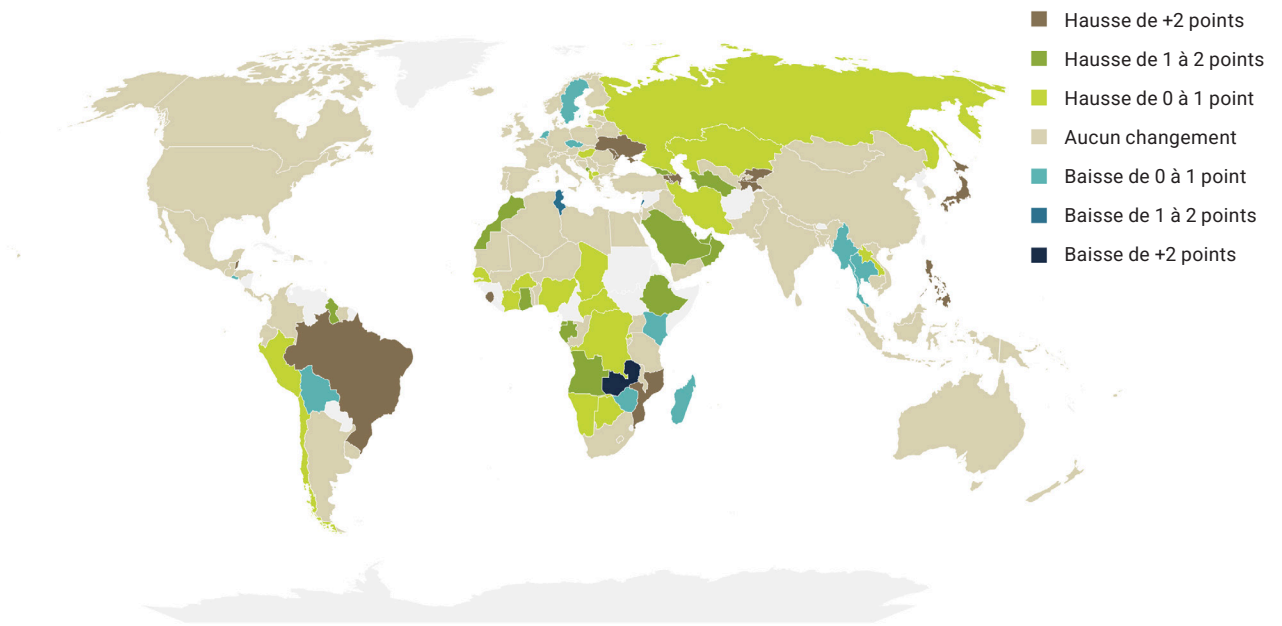 Hausse de +2 points
Hausse de 1 à 2 points
Hausse de 0 à 1 point
Aucun changement
Baisse de 0 à 1 point
Baisse de 1 à 2 points
Baisse de +2 points